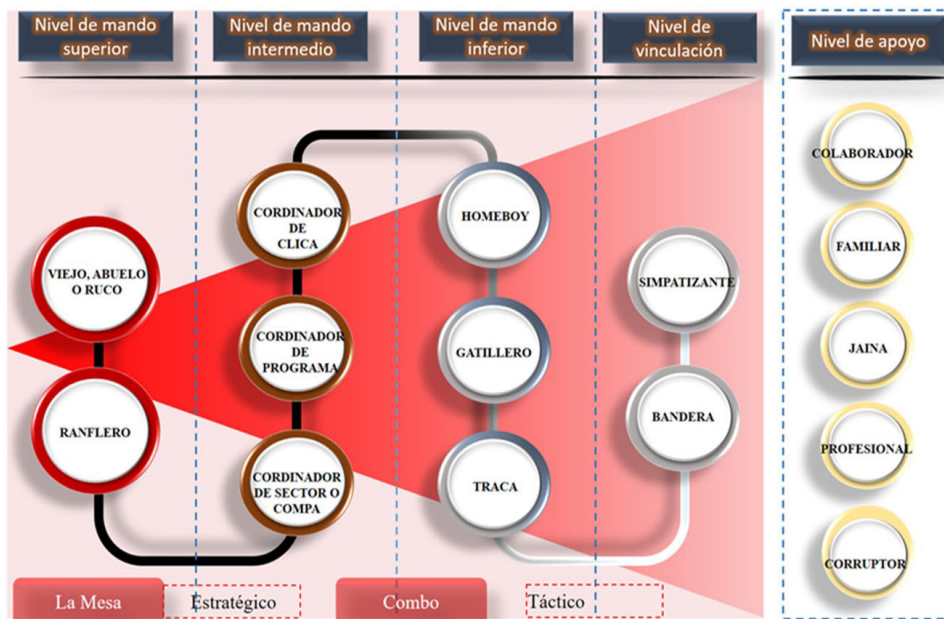 Nivel de mando
superior
Nivel de mando
intermedio
Nivel de mando
inferior
Nivel de
vinculación
Nivel de apoyo
VIEJO, ABUELO
O RUCO
RANFLERO
CORDINADOR
DE
CLICA
CORDINADOR
DE
PROGRAMA
CORDINADOR
DE SECTOR O
COMPA
HOMEBOY
GATILLERO
TRACA
SIMPATIZANTE
BANDERA
COLABORADOR
FAMILIAR
JAINA
PROFESIONAL
CORRUPTOR
La Mesa
Estratégico
Combo
Táctico